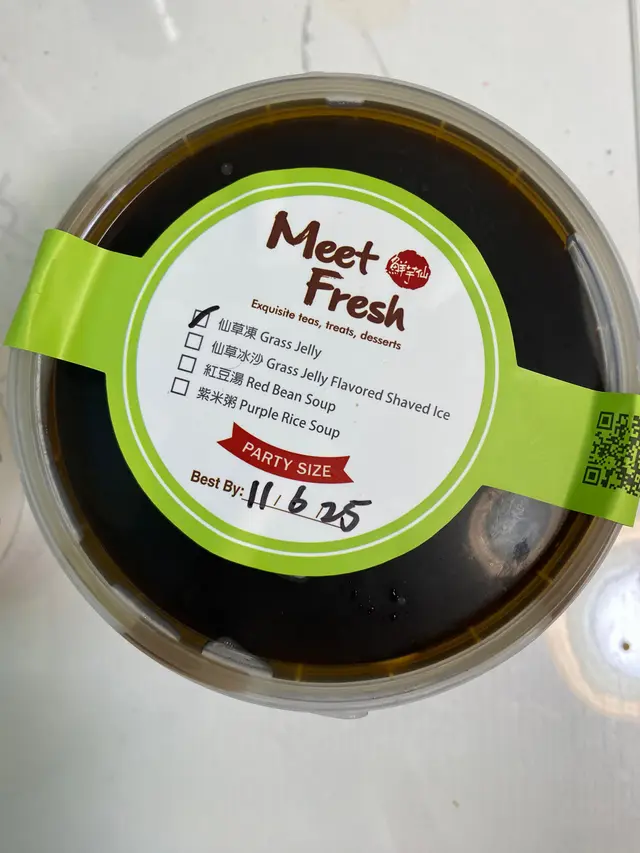 Meet
Fresh
鮮芋仙
Exquisite teas, treats, desserts
仙草凍 Grass Jelly
仙草冰沙 Grass Jelly Flavored Shaved Ice
紅豆湯 Red Bean Soup
紫米粥 Purple Rice Soup
PARTY SIZE
Best By: 11, 6, 25